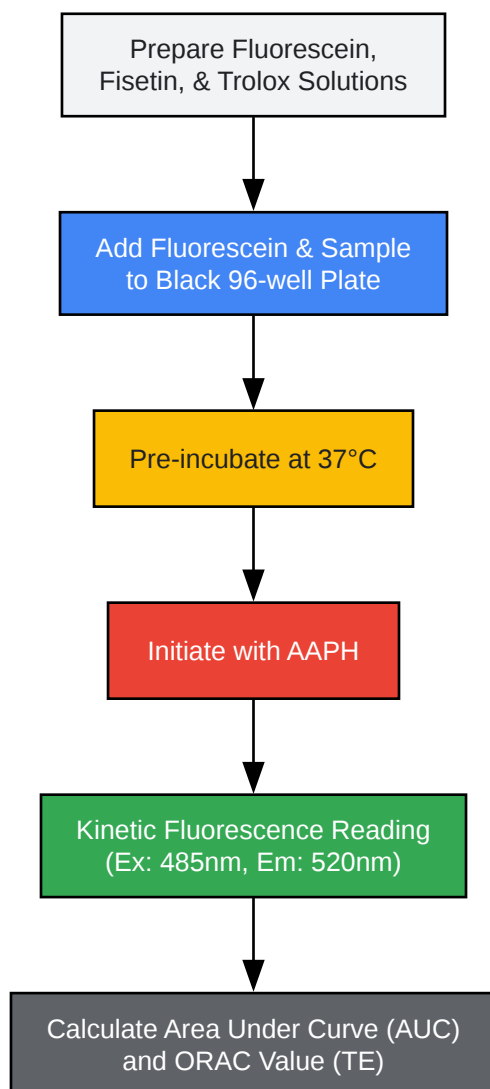 Prepare Fluorescein,
Fisetin, & Trolox Solutions
Add Fluorescein & Sample
to Black 96-well Plate
Pre-incubate at 37°C
Initiate with AAPH
Kinetic Fluorescence Reading
(Ex: 485nm, Em: 520nm)
Calculate Area Under Curve (AUC)
and ORAC Value (TE)